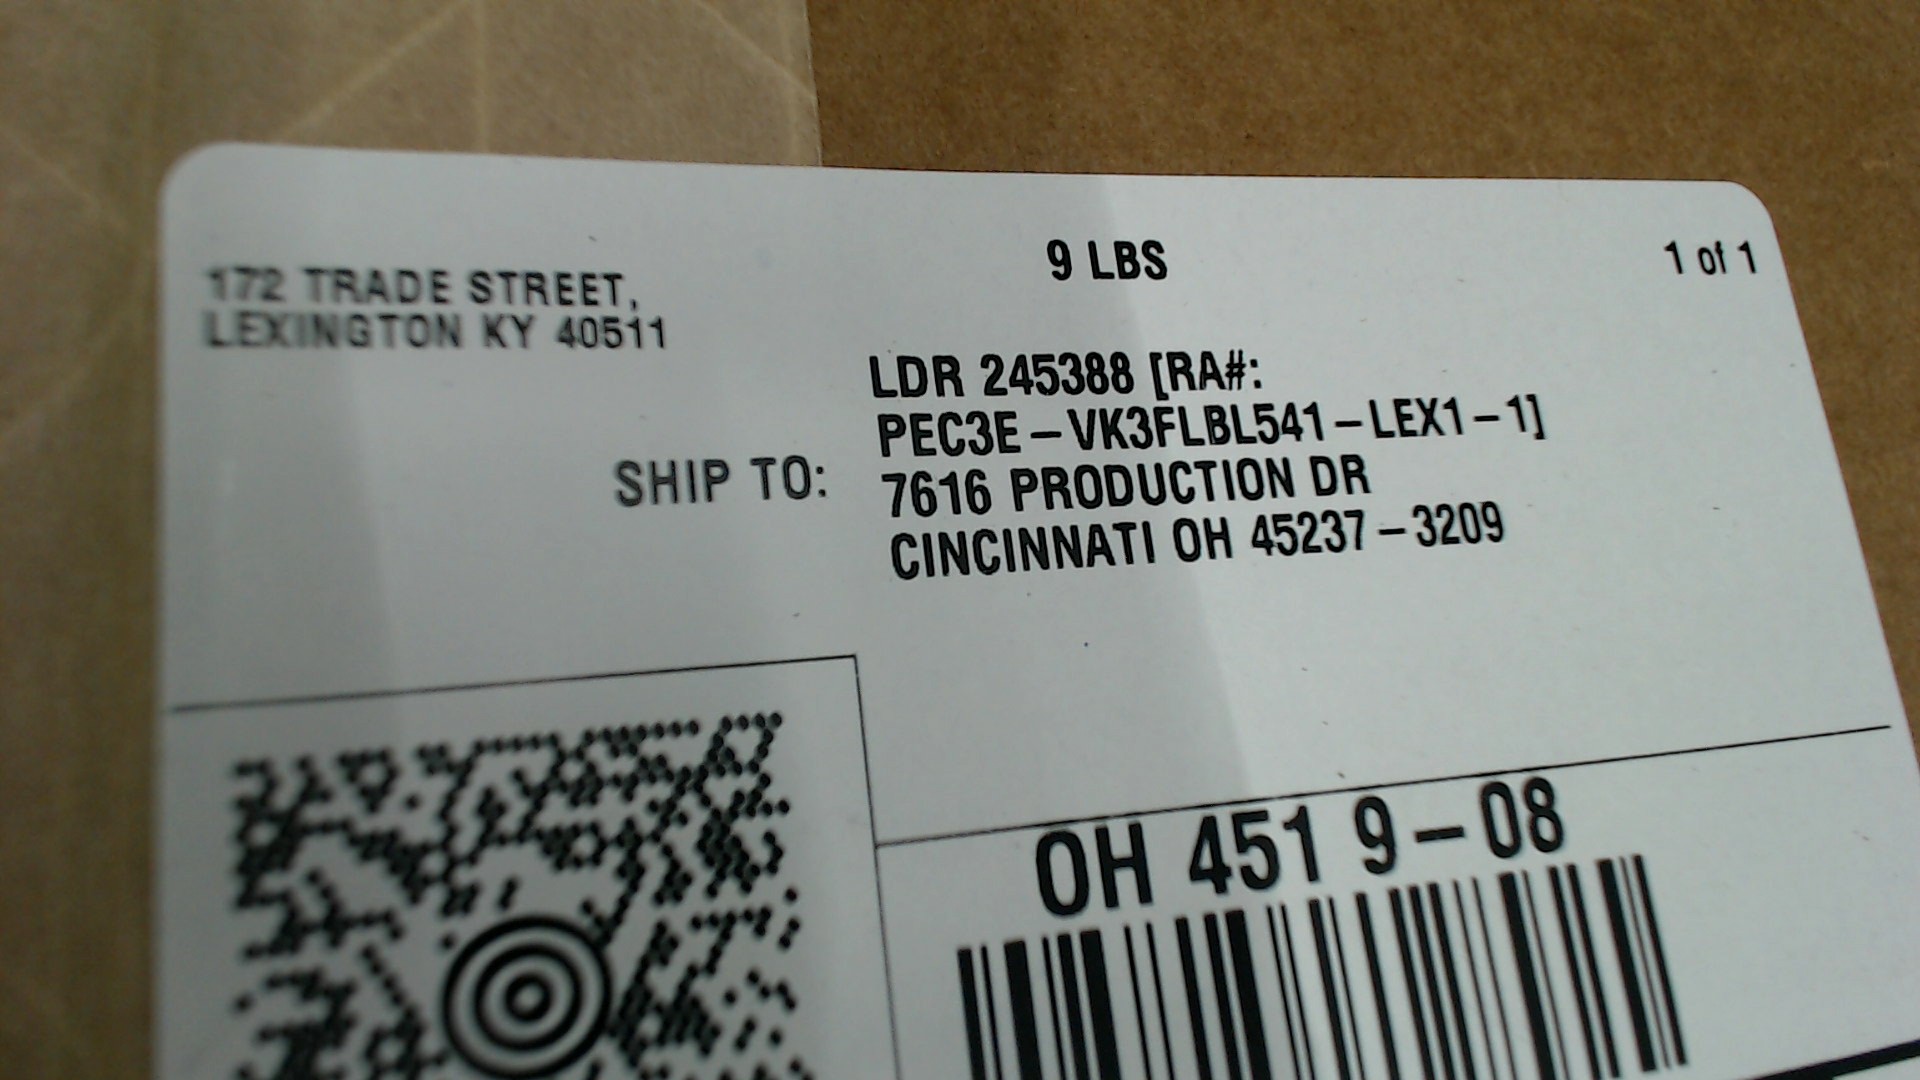 172 TRADE STREET,
LEXINGTON KY 40511
9 LBS
1 of 1
SHIP TO:
LDR 245388 [RA#:
PEC3E-VK3FLBL541-LEX1-1]
7616 PRODUCTION DR
CINCINNATI OH 45237-3209
OH 451 9-08